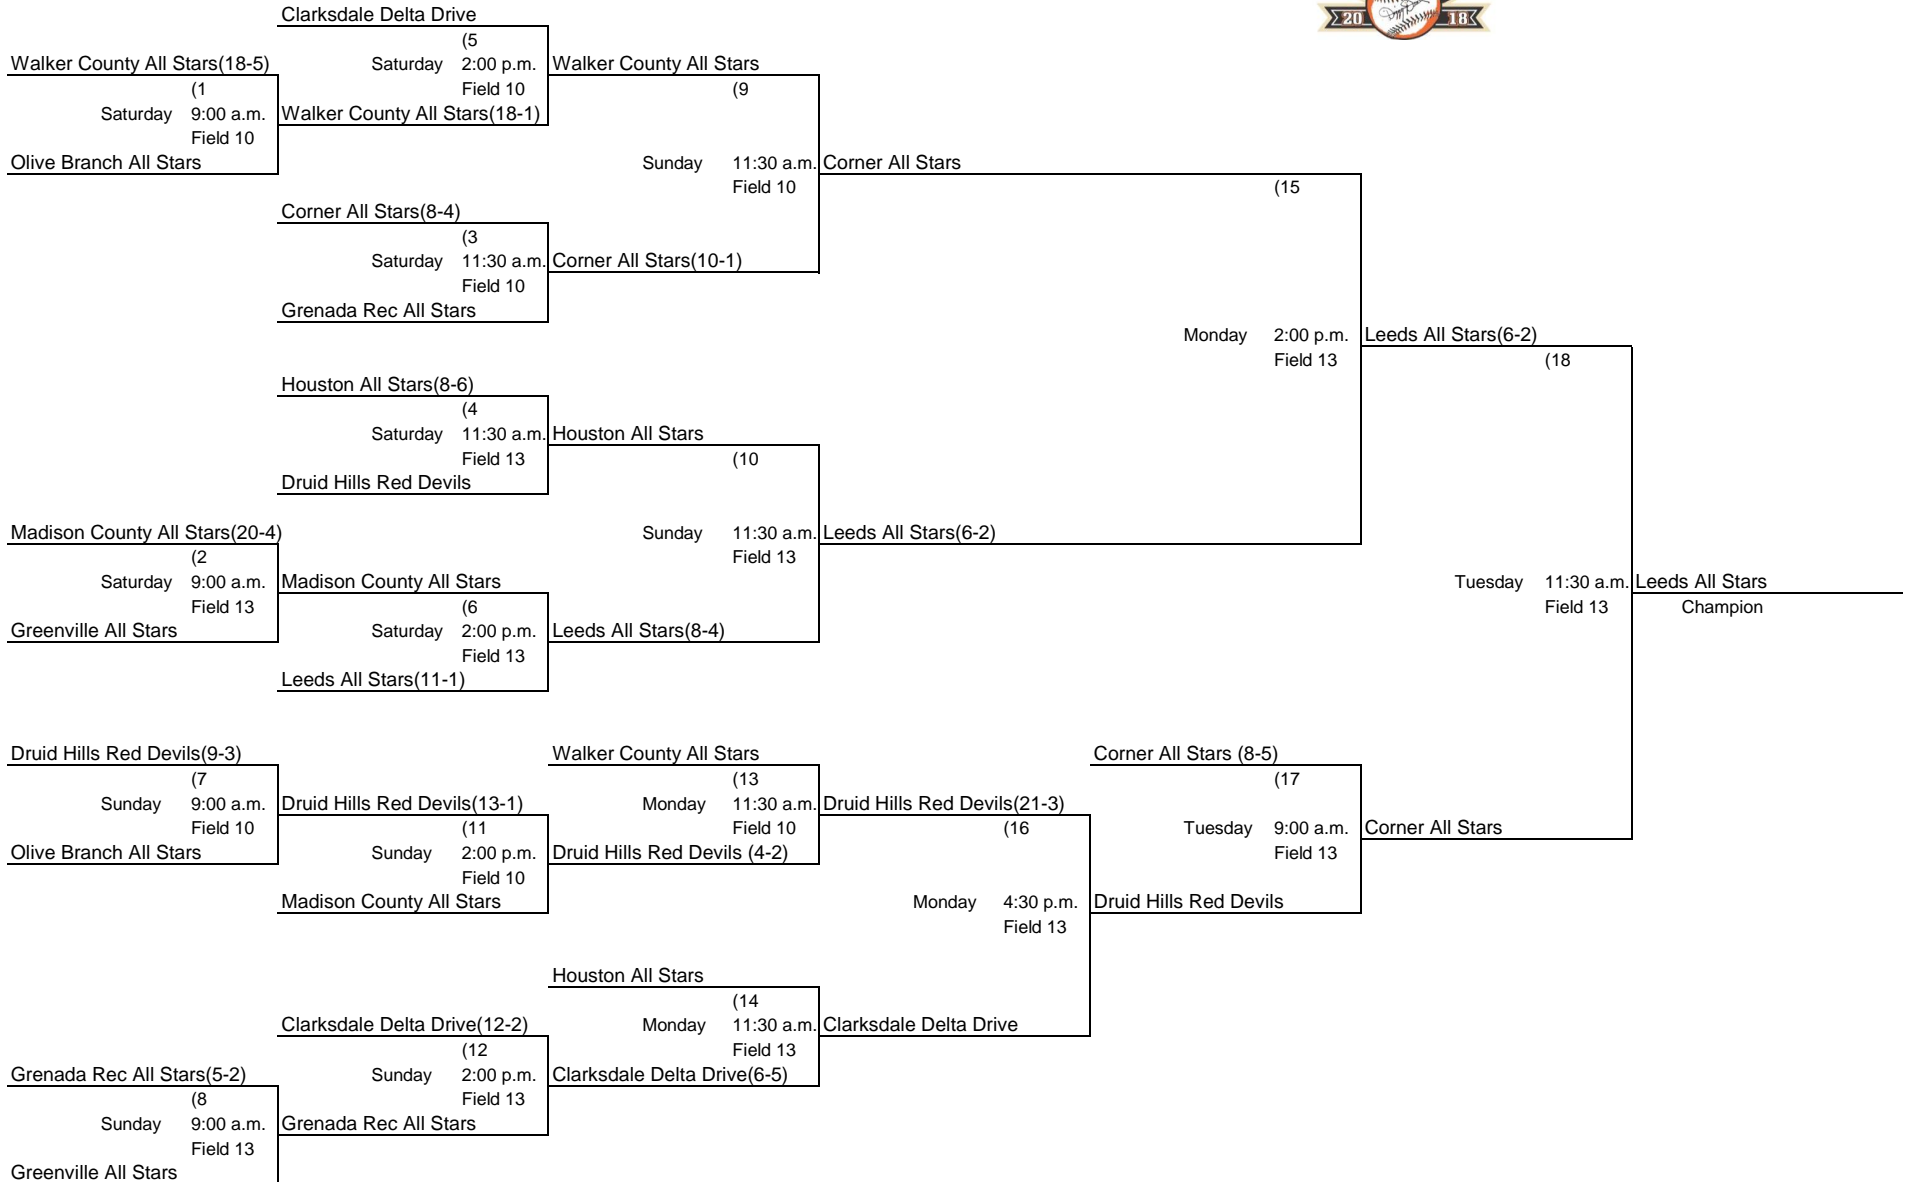 20 18
Clarksdale Delta Drive
(5
Walker County All Stars(18-5)
Saturday 2:00 p.m. Walker County All Stars
(1
Field 10
(9
Saturday 9:00 a.m. Walker County All Stars(18-1)
Field 10
Olive Branch All Stars
Sunday 11:30 a.m. Corner All Stars
Field 10
(15
Corner All Stars(8-4)
(3
Saturday 11:30 a.m. Corner All Stars(10-1)
Field 10
Grenada Rec All Stars
Monday 2:00 p.m. Leeds All Stars(6-2)
Field 13
(18
Houston All Stars(8-6)
(4
Saturday 11:30 a.m. Houston All Stars
Field 13
(10
Druid Hills Red Devils
Madison County All Stars(20-4)
Sunday 11:30 a.m. Leeds All Stars(6-2)
(2
Field 13
Saturday 9:00 a.m. Madison County All Stars
Tuesday 11:30 a.m. Leeds All Stars
Field 13
(6
Field 13
Champion
Greenville All Stars
Saturday 2:00 p.m. Leeds All Stars(8-4)
Field 13
Leeds All Stars(11-1)
Druid Hills Red Devils(9-3)
Walker County All Stars
Corner All Stars (8-5)
(7
(13
(17
Sunday 9:00 a.m. Druid Hills Red Devils(13-1)
Monday 11:30 a.m. Druid Hills Red Devils(21-3)
Field 10
(11
Field 10
(16
Tuesday 9:00 a.m. Corner All Stars
Olive Branch All Stars
Sunday 2:00 p.m. Druid Hills Red Devils (4-2)
Field 13
Field 10
Madison County All Stars
Monday 4:30 p.m. Druid Hills Red Devils
Field 13
Houston All Stars
(14
Clarksdale Delta Drive(12-2)
Monday 11:30 a.m. Clarksdale Delta Drive
(12
Field 13
Grenada Rec All Stars(5-2)
Sunday 2:00 p.m. Clarksdale Delta Drive(6-5)
(8
Field 13
Sunday 9:00 a.m. Grenada Rec All Stars
Field 13
Greenville All Stars